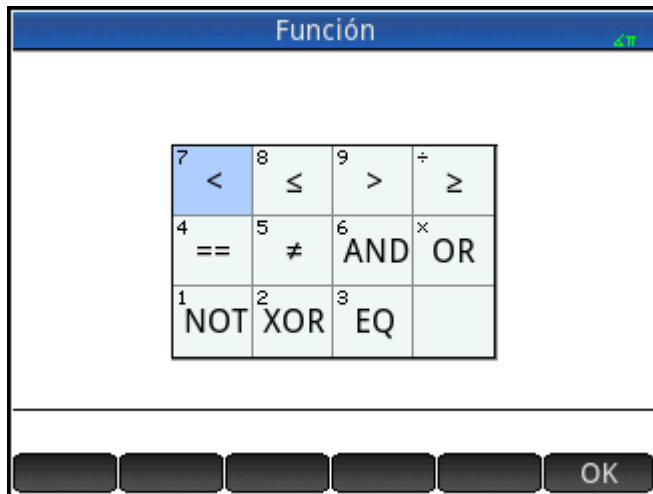 Función
∡π
7 < 8 ≤ 9 > ÷ ≥
4 == 5 ≠ 6 AND × OR
1 NOT 2 XOR 3 EQ
OK